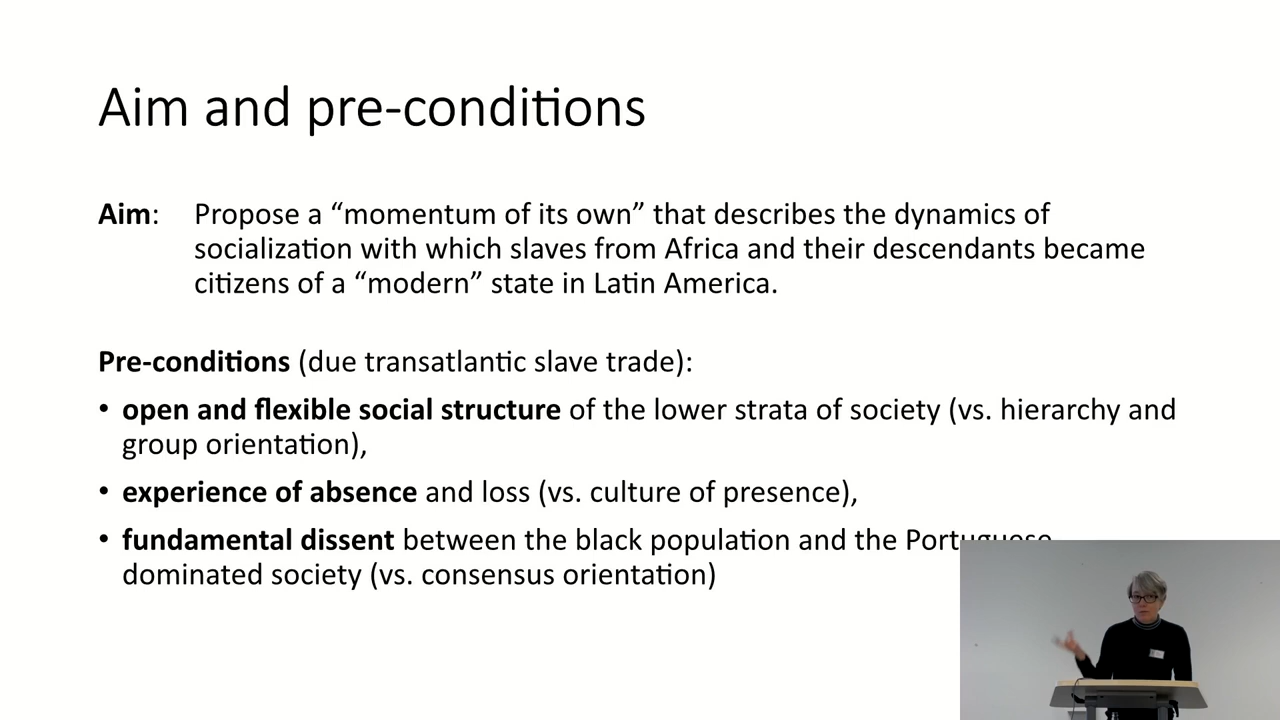 Aim and pre-conditions
Aim: Propose a “momentum of its own” that describes the dynamics of
socialization with which slaves from Africa and their descendants became
citizens of a “modern” state in Latin America.
Pre-conditions (due transatlantic slave trade):
• open and flexible social structure of the lower strata of society (vs. hierarchy and
group orientation),
• experience of absence and loss (vs. culture of presence),
• fundamental dissent between the black population and the Portuguese
dominated society (vs. consensus orientation)